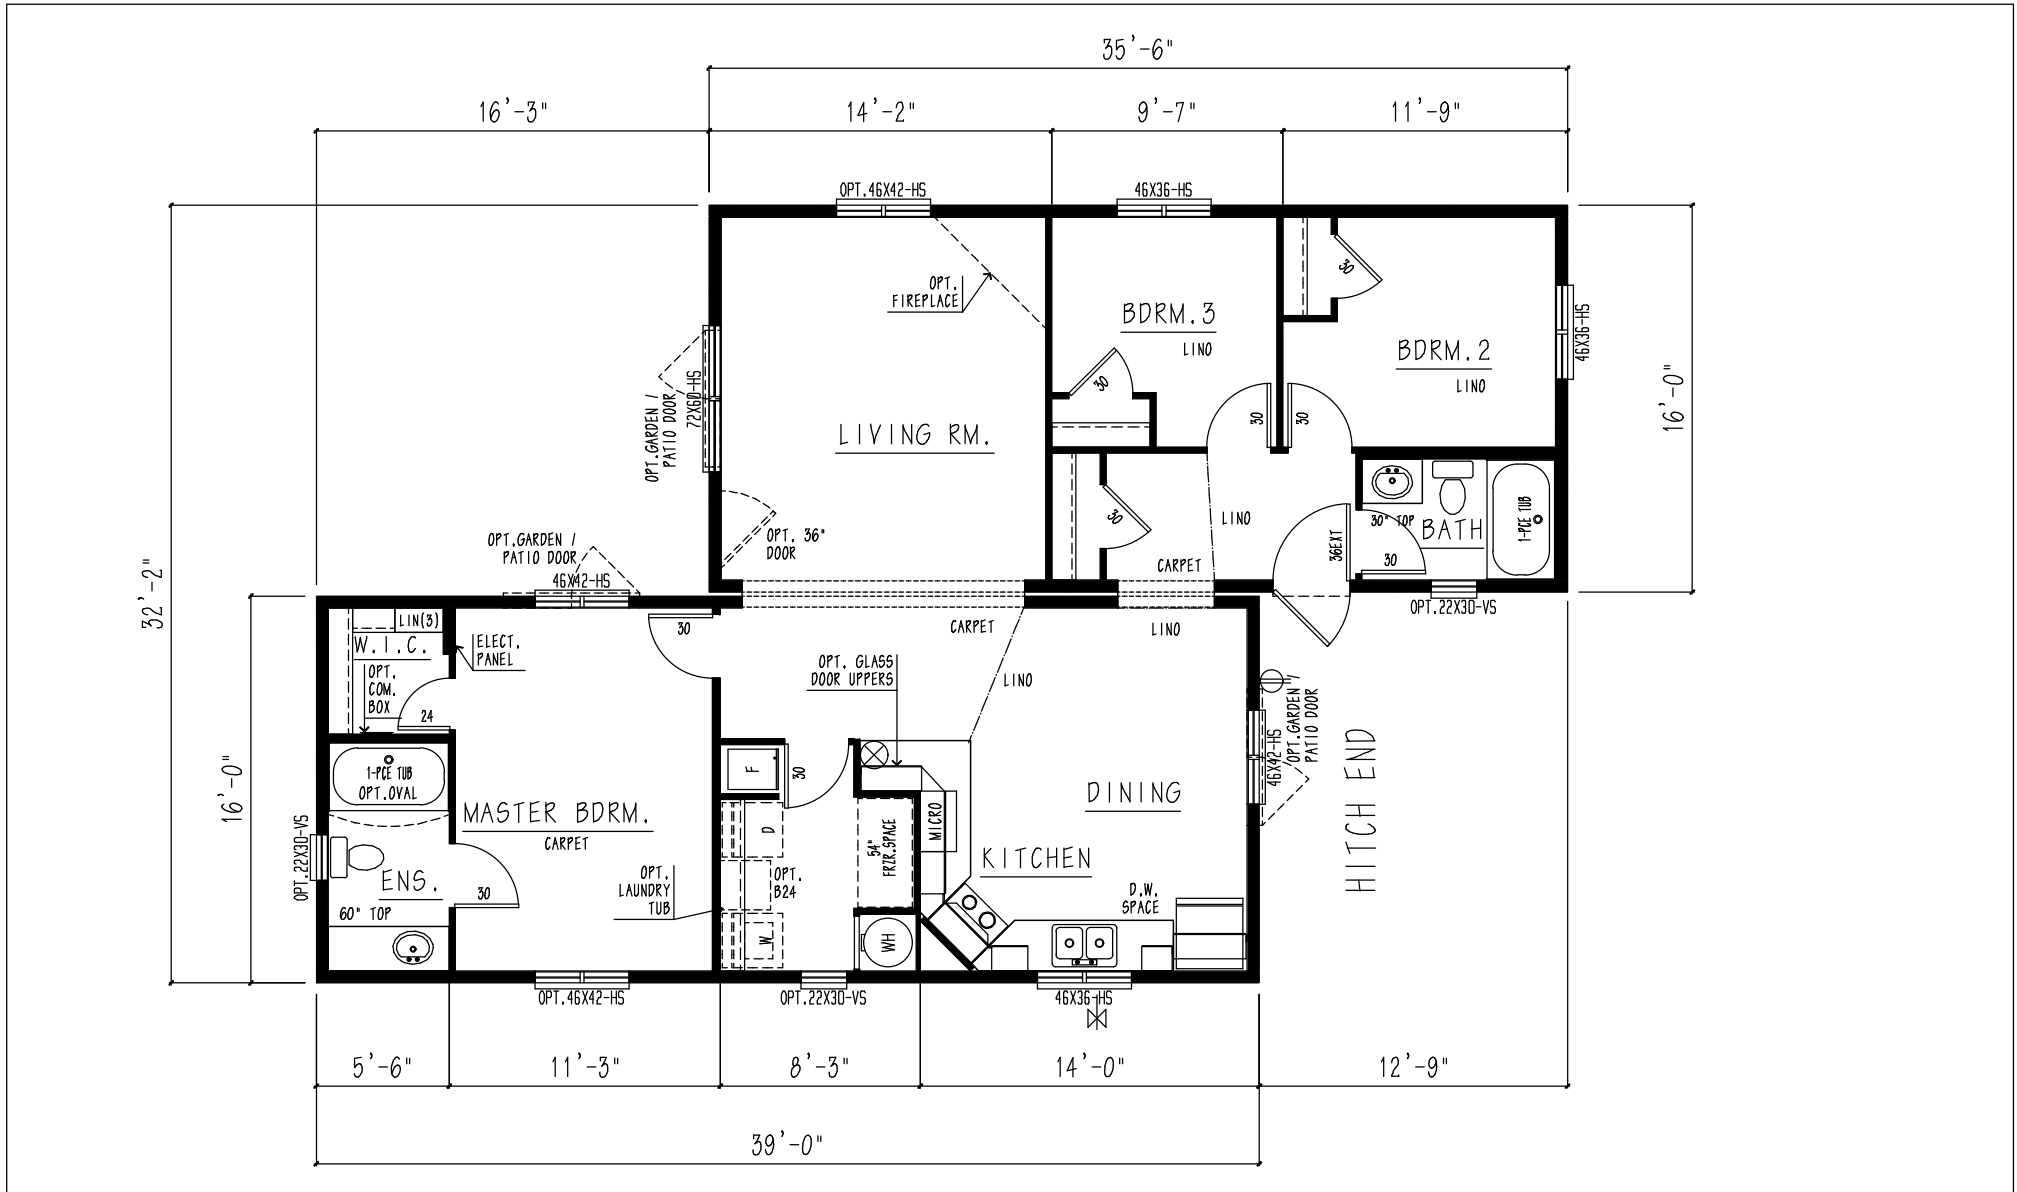 35'-6"
16'-3"
14'-2"
9'-7"
11'-9"
OPT.46X42-HS
46X36-HS
OPT.
FIREPLACE
30
BDRM.3
LINO
46X36-HS
BDRM.2
LINO
30
16'-0"
OPT.GARDEN /
PATIO DOOR
72X60-HS
LIVING RM.
30
30
30
LINO
30" TOP
BATH
1-PCE TUB
36EXT
30
OPT. 36"
DOOR
CARPET
OPT.22X30-VS
32'-2"
OPT.GARDEN /
PATIO DOOR
46X42-HS
LIN(3)
W.I.C.
ELECT.
PANEL
OPT.
COM.
BOX
24
30
CARPET
LINO
OPT. GLASS
DOOR UPPERS
LINO
OPT.GARDEN /
PATIO DOOR
46X42-HS
HITCH END
16'-0"
1-PCE TUB
OPT.OVAL
F
30
MASTER BDRM.
CARPET
D
54"
FRZR.SPACE
MICRO
DINING
KITCHEN
OPT.22X30-VS
ENS.
30
60" TOP
OPT.
LAUNDRY
TUB
OPT.
B24
W
WH
D.W.
SPACE
OPT.46X42-HS
OPT.22X30-VS
46X36-HS
5'-6"
11'-3"
8'-3"
14'-0"
12'-9"
39'-0"